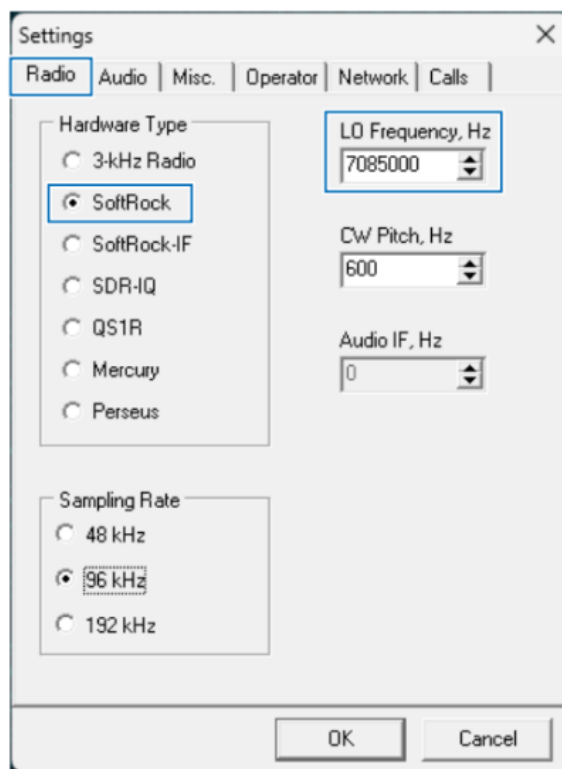 Settings
Radio
Audio
Misc.
Operator
Network
Calls
Hardware Type
3-kHz Radio
SoftRock
SoftRock-IF
SDR-IQ
QS1R
Mercury
Perseus
LO Frequency, Hz
7085000
CW Pitch, Hz
600
Audio IF, Hz
0
Sampling Rate
48 kHz
96 kHz
192 kHz
OK
Cancel